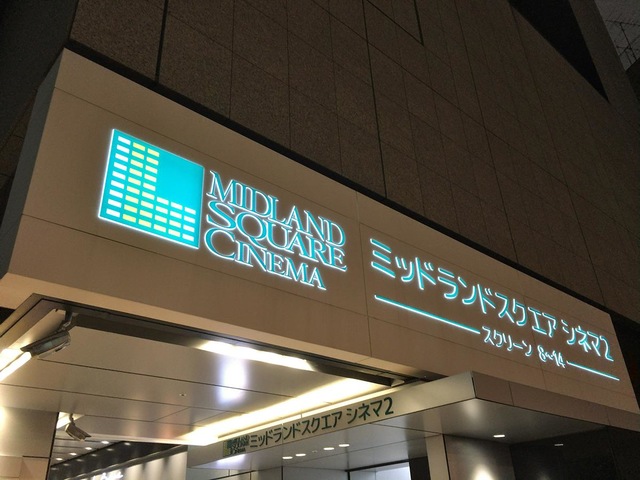 MIDLAND
SQUARE
CINEMA
ミッドランドスクエア シネマ2
スクリーン 8~14
ミッドランドスクエア シネマ2